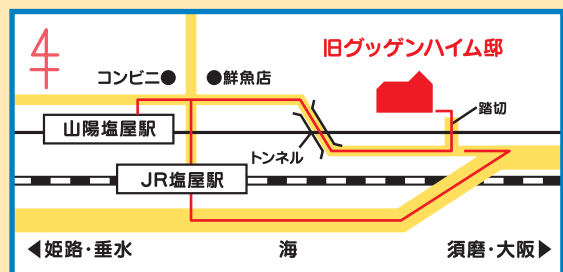 旧グッゲンハイム邸
コンビニ●
●鮮魚店
踏切
山陽塩屋駅
トンネル
JR塩屋駅
◀姫路・垂水
海
須磨・大阪▶